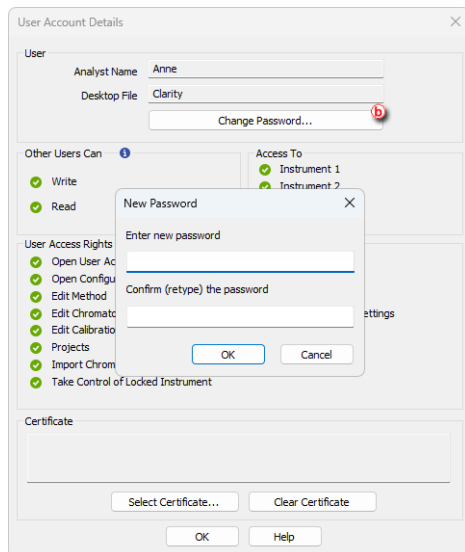 User Account Details
User
Analyst Name Anne
Desktop File Clarity
Change Password...
b
Other Users Can
Write
Read
Access To
Instrument 1
Instrument 2
New Password
Enter new password
Confirm (retype) the password
OK Cancel
User Access Rights
Open User Ac
Open Configu
Edit Method
Edit Chromato
ettings
Edit Calibratio
Projects
Import Chrom
Take Control of Locked Instrument
Certificate
Select Certificate... Clear Certificate
OK Help